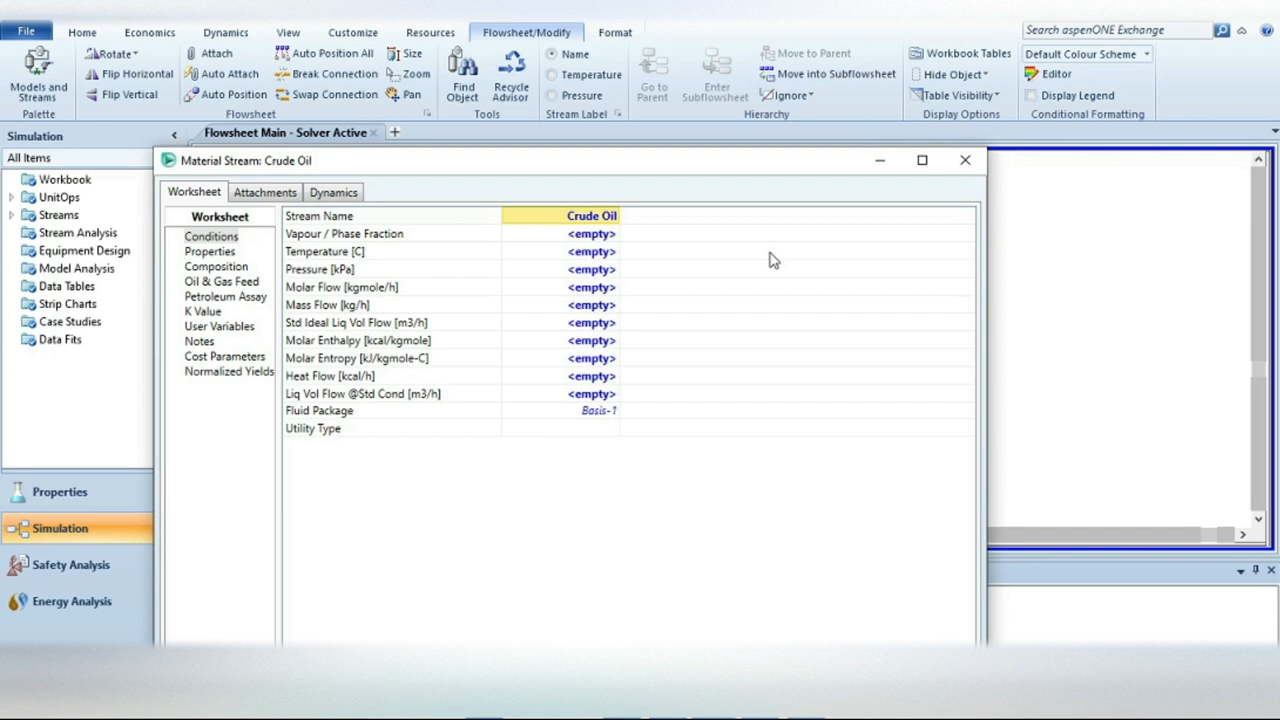 File Home Economics Dynamics View Customize Resources Flowsheet/Modify Format Search aspenONE Exchange
Models and Streams
Palette
Rotate
Flip Horizontal
Flip Vertical
Attach
Auto Attach
Auto Position
Auto Position All
Break Connection
Swap Connection
Size
Zoom
Pan
Flowsheet
Find Object
Recycle Advisor
Tools
Name
Temperature
Pressure
Stream Label
Go to Parent
Enter Subflowsheet
Move to Parent
Move into Subflowsheet
Ignore
Hierarchy
Workbook Tables
Hide Object
Table Visibility
Display Options
Default Colour Scheme
Editor
Display Legend
Conditional Formatting
Simulation
All Items
Workbook
UnitOps
Streams
Stream Analysis
Equipment Design
Model Analysis
Data Tables
Strip Charts
Case Studies
Data Fits
Properties
Simulation
Safety Analysis
Energy Analysis
Flowsheet Main - Solver Active
Material Stream: Crude Oil
Worksheet Attachments Dynamics
Worksheet
Conditions
Properties
Composition
Oil & Gas Feed
Petroleum Assay
K Value
User Variables
Notes
Cost Parameters
Normalized Yields
Stream Name Crude Oil
Vapour / Phase Fraction <empty>
Temperature [C] <empty>
Pressure [kPa] <empty>
Molar Flow [kgmole/h] <empty>
Mass Flow [kg/h] <empty>
Std Ideal Liq Vol Flow [m3/h] <empty>
Molar Enthalpy [kcal/kgmole] <empty>
Molar Entropy [kJ/kgmole-C] <empty>
Heat Flow [kcal/h] <empty>
Liq Vol Flow @Std Cond [m3/h] <empty>
Fluid Package Basis-1
Utility Type